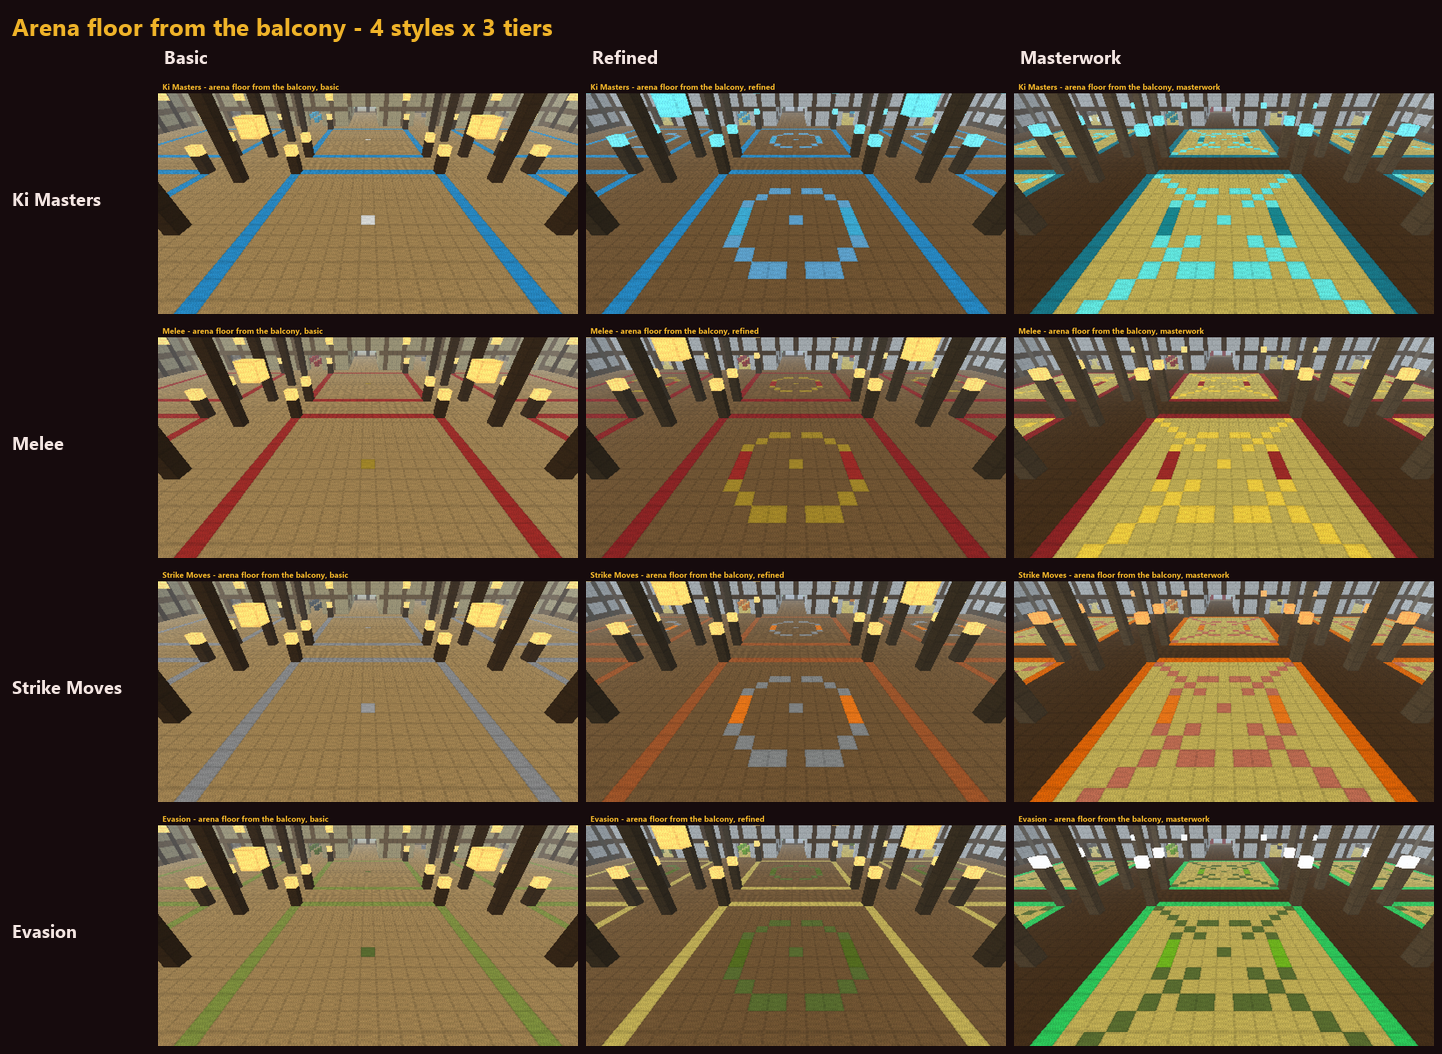 Arena floor from the balcony - 4 styles x 3 tiers
Basic Refined Masterwork
Ki Masters - arena floor from the balcony, basic
Ki Masters - arena floor from the balcony, refined
Ki Masters - arena floor from the balcony, masterwork
Ki Masters
Melee - arena floor from the balcony, basic
Melee - arena floor from the balcony, refined
Melee - arena floor from the balcony, masterwork
Melee
Strike Moves - arena floor from the balcony, basic
Strike Moves - arena floor from the balcony, refined
Strike Moves - arena floor from the balcony, masterwork
Strike Moves
Evasion - arena floor from the balcony, basic
Evasion - arena floor from the balcony, refined
Evasion - arena floor from the balcony, masterwork
Evasion